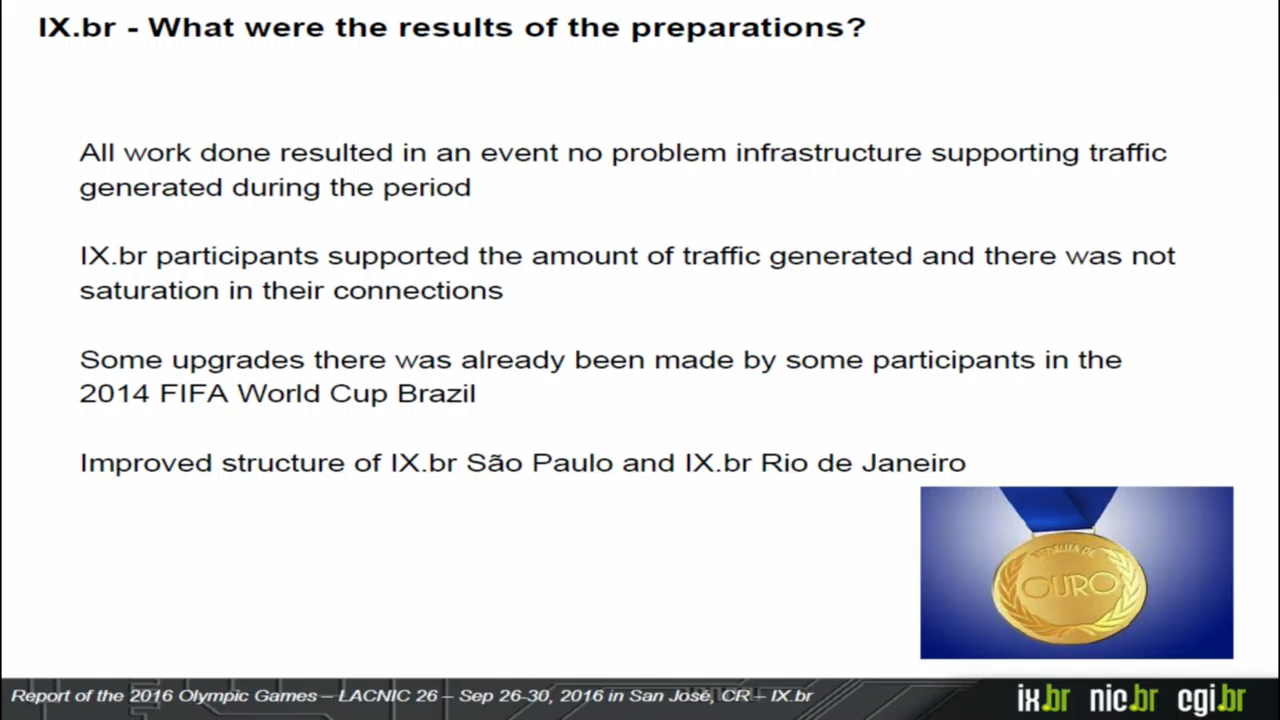 IX.br - What were the results of the preparations?
All work done resulted in an event no problem infrastructure supporting traffic
generated during the period
IX.br participants supported the amount of traffic generated and there was not
saturation in their connections
Some upgrades there was already been made by some participants in the
2014 FIFA World Cup Brazil
Improved structure of IX.br São Paulo and IX.br Rio de Janeiro
MEDALHA DE
OURO
Report of the 2016 Olympic Games – LACNIC 26 – Sep 26-30, 2016 in San José, CR – IX.br
ix.br nic.br cgi.br